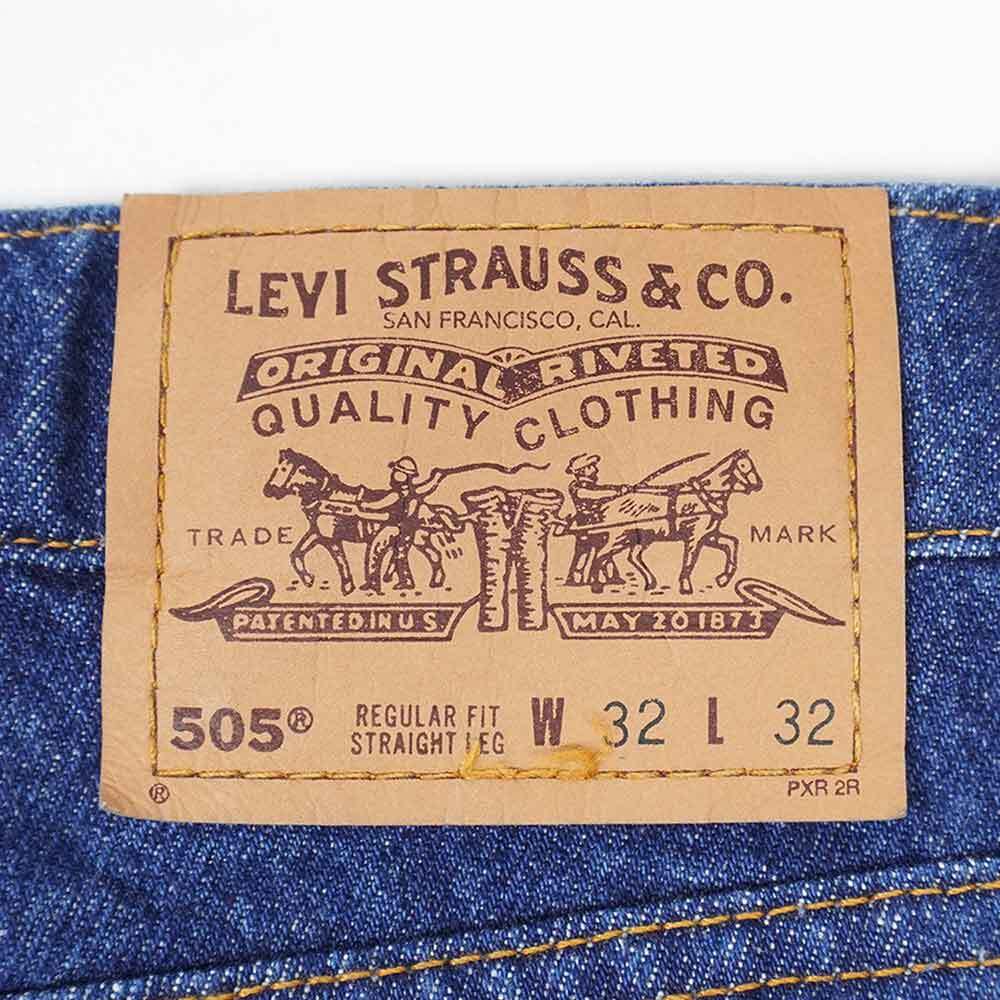 LEVI STRAUSS & CO.
SAN FRANCISCO, CAL.
ORIGINAL RIVETED
QUALITY CLOTHING
TRADE MARK
PATENTED IN U S MAY 20 1873
505® REGULAR FIT STRAIGHT LEG W 32 L 32
® PXR 2R